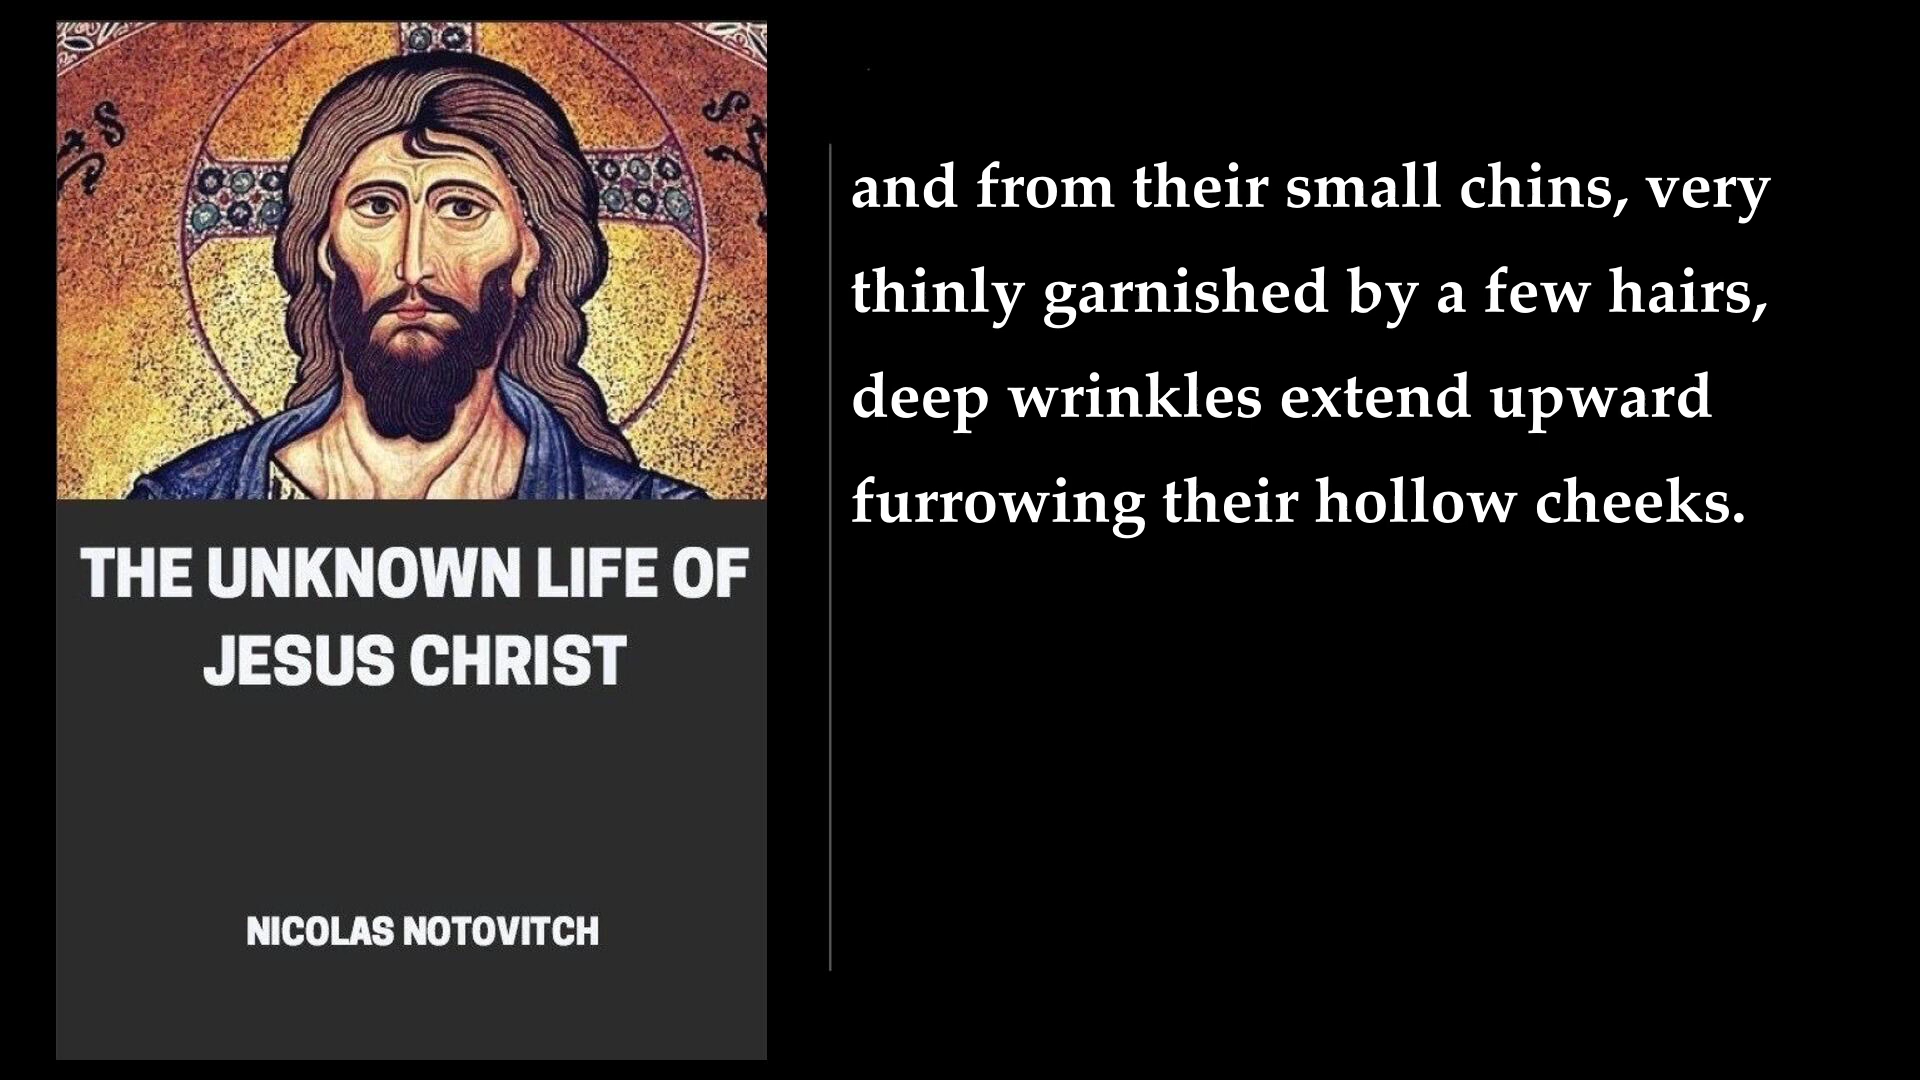 THE UNKNOWN LIFE OF
JESUS CHRIST
NICOLAS NOTOVITCH
and from their small chins, very
thinly garnished by a few hairs,
deep wrinkles extend upward
furrowing their hollow cheeks.